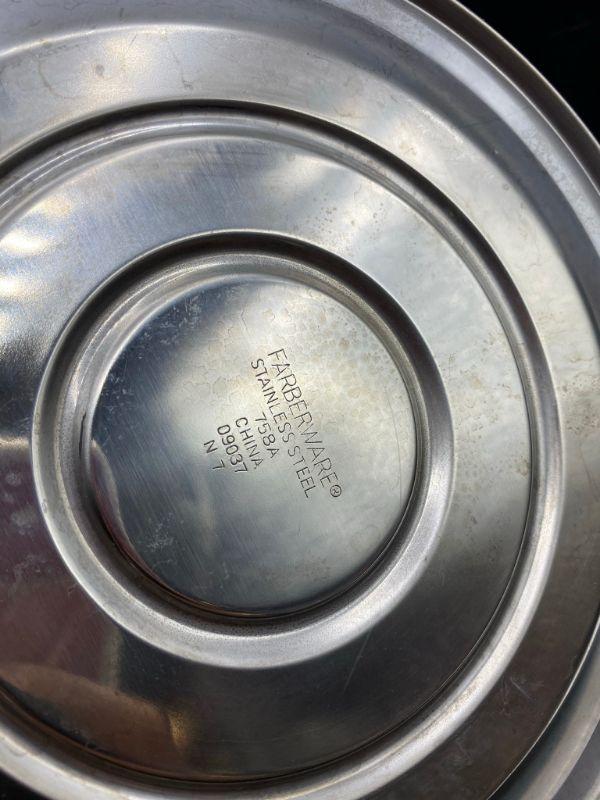 FARBERWARE®
STAINLESS STEEL
758A
CHINA
09037
N 7